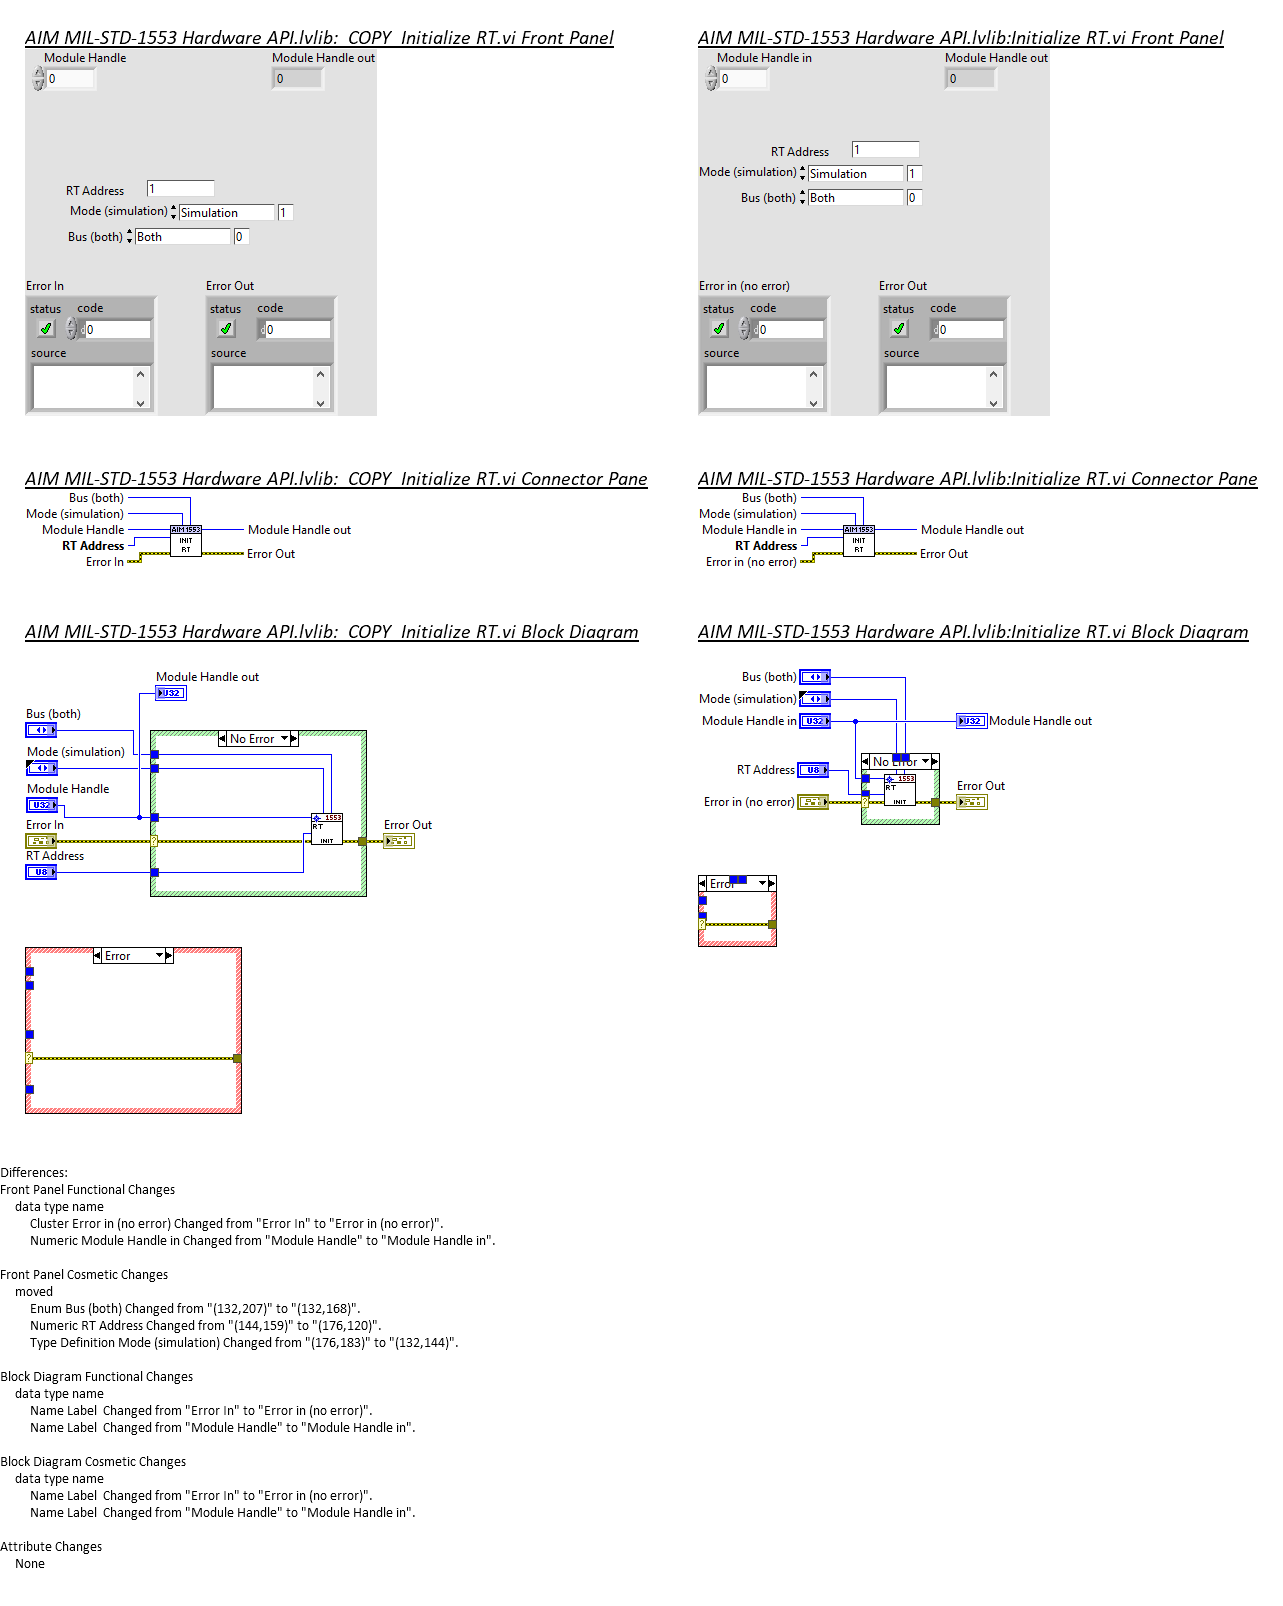 AIM MIL-STD-1553 Hardware API.lvlib:_COPY_Initialize RT.vi Front Panel
Module Handle
0
Module Handle out
0
RT Address
1
Mode (simulation)
Simulation
1
Bus (both)
Both
0
Error In
status
code
d0
source
Error Out
status
code
d0
source
AIM MIL-STD-1553 Hardware API.lvlib:Initialize RT.vi Front Panel
Module Handle in
0
Module Handle out
0
RT Address
1
Mode (simulation)
Simulation
1
Bus (both)
Both
0
Error in (no error)
status
code
d0
source
Error Out
status
code
d0
source
AIM MIL-STD-1553 Hardware API.lvlib:_COPY_Initialize RT.vi Connector Pane
Bus (both)
Mode (simulation)
Module Handle
RT Address
Error In
AIM1553
INIT
RT
Module Handle out
Error Out
AIM MIL-STD-1553 Hardware API.lvlib:Initialize RT.vi Connector Pane
Bus (both)
Mode (simulation)
Module Handle in
RT Address
Error in (no error)
AIM1553
INIT
RT
Module Handle out
Error Out
AIM MIL-STD-1553 Hardware API.lvlib:_COPY_Initialize RT.vi Block Diagram
Module Handle out
U32
Bus (both)
Mode (simulation)
Module Handle
U32
Error In
RT Address
U8
No Error
?
1553
RT
INIT
Error Out
Error
?
AIM MIL-STD-1553 Hardware API.lvlib:Initialize RT.vi Block Diagram
Bus (both)
Mode (simulation)
Module Handle in
U32
U32
Module Handle out
No Error
RT Address
U8
1553
RT
INIT
Error in (no error)
?
Error Out
Error
?
Differences:
Front Panel Functional Changes
data type name
Cluster Error in (no error) Changed from "Error In" to "Error in (no error)".
Numeric Module Handle in Changed from "Module Handle" to "Module Handle in".
Front Panel Cosmetic Changes
moved
Enum Bus (both) Changed from "(132,207)" to "(132,168)".
Numeric RT Address Changed from "(144,159)" to "(176,120)".
Type Definition Mode (simulation) Changed from "(176,183)" to "(132,144)".
Block Diagram Functional Changes
data type name
Name Label  Changed from "Error In" to "Error in (no error)".
Name Label  Changed from "Module Handle" to "Module Handle in".
Block Diagram Cosmetic Changes
data type name
Name Label  Changed from "Error In" to "Error in (no error)".
Name Label  Changed from "Module Handle" to "Module Handle in".
Attribute Changes
None